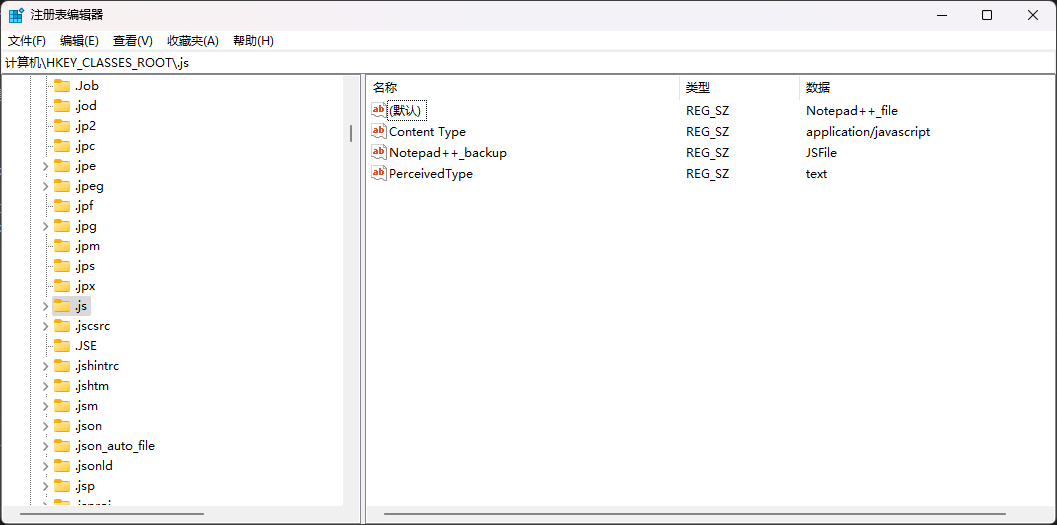 注册表编辑器
文件(F) 编辑(E) 查看(V) 收藏夹(A) 帮助(H)
计算机\HKEY_CLASSES_ROOT\.js
.Job
.jod
.jp2
.jpc
.jpe
.jpeg
.jpf
.jpg
.jpm
.jps
.jpx
.js
.jscsrc
.JSE
.jshintrc
.jshtm
.jsm
.json
.json_auto_file
.jsonld
.jsp
名称 类型 数据
(默认) REG_SZ Notepad++_file
Content Type REG_SZ application/javascript
Notepad++_backup REG_SZ JSFile
PerceivedType REG_SZ text